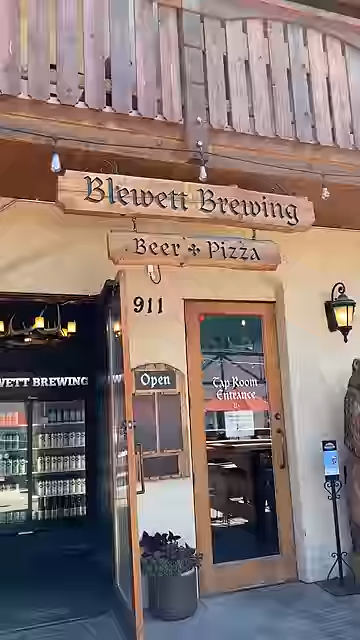 Blewett Brewing
Beer ✣ Pizza
911
Open
WETT BREWING
W
Tap Room
Entrance